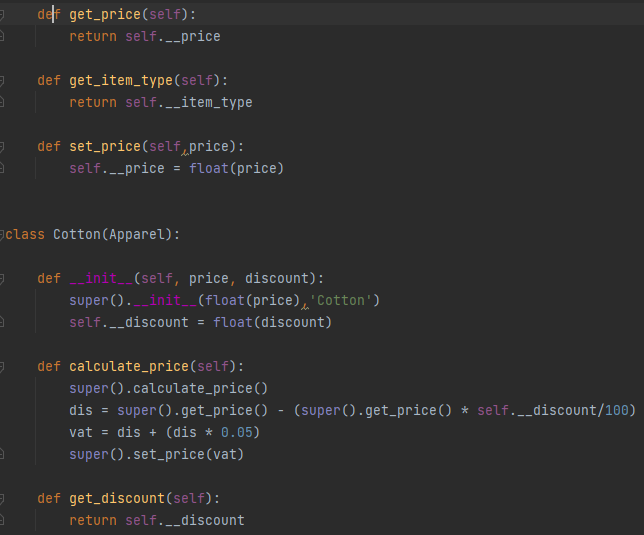 def get_price(self):
    return self.__price

def get_item_type(self):
    return self.__item_type

def set_price(self,price):
    self.__price = float(price)

class Cotton(Apparel):

    def __init__(self, price, discount):
        super().__init__(float(price),'Cotton')
        self.__discount = float(discount)

    def calculate_price(self):
        super().calculate_price()
        dis = super().get_price() - (super().get_price() * self.__discount/100)
        vat = dis + (dis * 0.05)
        super().set_price(vat)

    def get_discount(self):
        return self.__discount